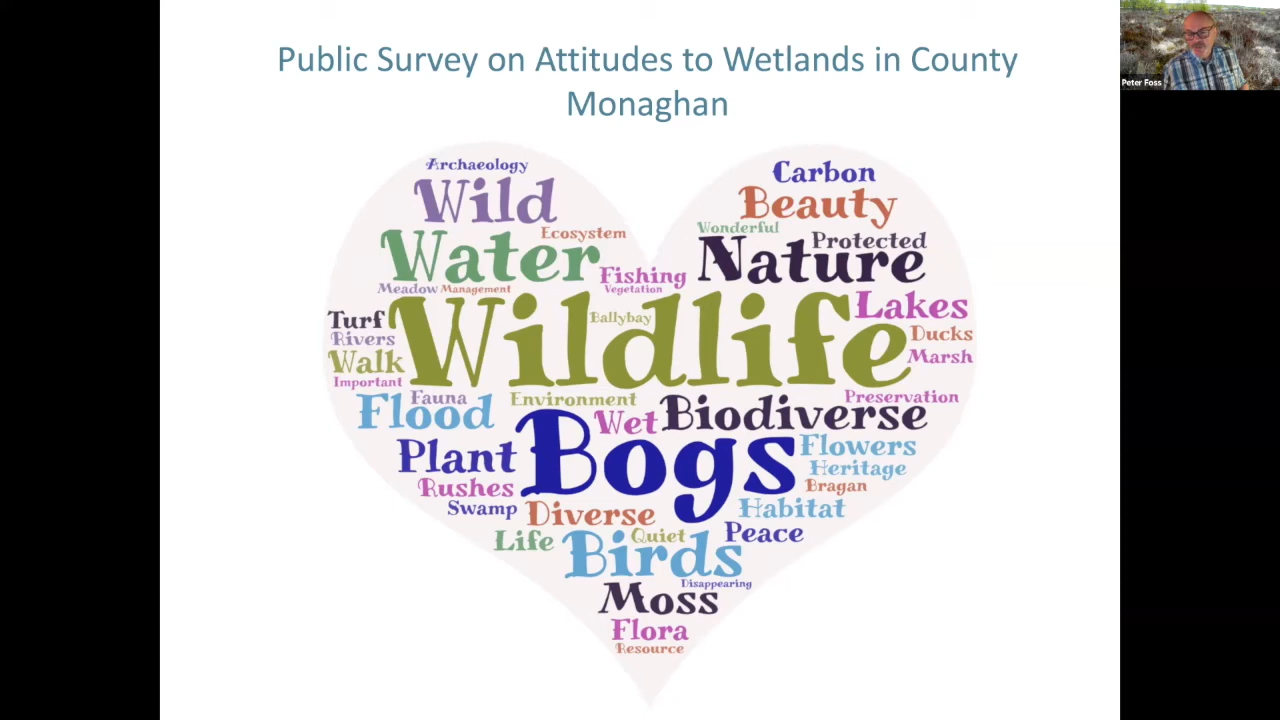 Public Survey on Attitudes to Wetlands in County
Monaghan
Peter Foss
Archaeology
Carbon
Wild
Beauty
Ecosystem
Wonderful
Water
Protected
Fishing
Nature
Meadow
Management
Vegetation
Wildlife
Ballybay
Lakes
Turf
Ducks
Rivers
Walk
Marsh
Important
Fauna
Environment
Preservation
Flood
Wet
Biodiverse
Plant
Bogs
Flowers
Heritage
Rushes
Bragan
Swamp
Diverse
Habitat
Life
Quiet
Peace
Birds
Disappearing
Moss
Flora
Resource